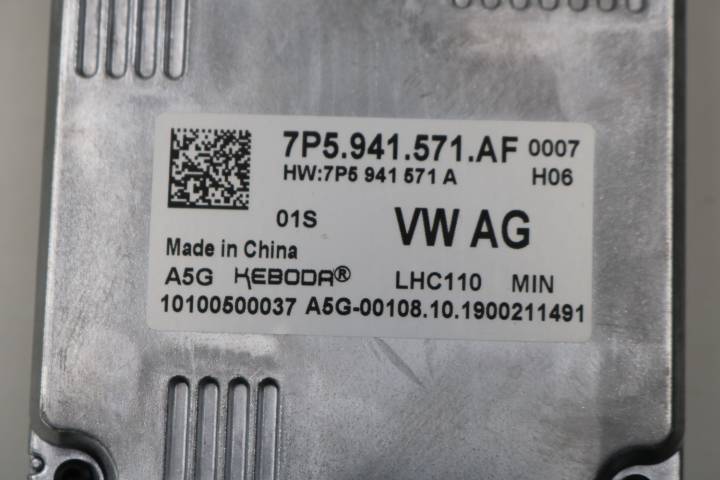 7P5.941.571.AF 0007
HW:7P5 941 571 A H06
01S VW AG
Made in China
A5G KEBODA® LHC110 MIN
10100500037 A5G-00108.10.1900211491